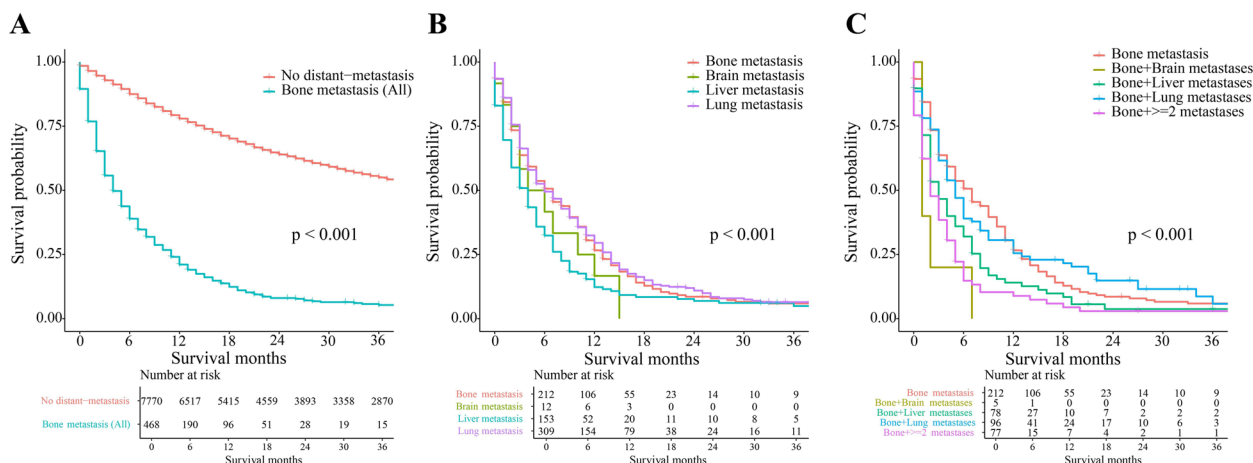 A
1.00
0.75
0.50
0.25
0.00
Survival probability
No distant-metastasis
Bone metastasis (All)
p < 0.001
0 6 12 18 24 30 36
Survival months
Number at risk
No distant-metastasis 7770 6517 5415 4559 3893 3358 2870
Bone metastasis (All) 468 190 96 51 28 19 15
0 6 12 18 24 30 36
Survival months
B
1.00
0.75
0.50
0.25
0.00
Survival probability
Bone metastasis
Brain metastasis
Liver metastasis
Lung metastasis
p < 0.001
0 6 12 18 24 30 36
Survival months
Number at risk
Bone metastasis 212 106 55 23 14 10 9
Brain metastasis 12 6 3 0 0 0 0
Liver metastasis 153 52 20 11 10 8 5
Lung metastasis 309 154 79 38 24 16 11
0 6 12 18 24 30 36
Survival months
C
1.00
0.75
0.50
0.25
0.00
Survival probability
Bone metastasis
Bone+Brain metastases
Bone+Liver metastases
Bone+Lung metastases
Bone+>=2 metastases
p < 0.001
0 6 12 18 24 30 36
Survival months
Number at risk
Bone metastasis 212 106 55 23 14 10 9
Bone+Brain metastases 5 1 0 0 0 0 0
Bone+Liver metastases 78 27 10 7 2 2 2
Bone+Lung metastases 96 41 24 17 10 6 3
Bone+>=2 metastases 77 15 7 4 2 1 1
0 6 12 18 24 30 36
Survival months